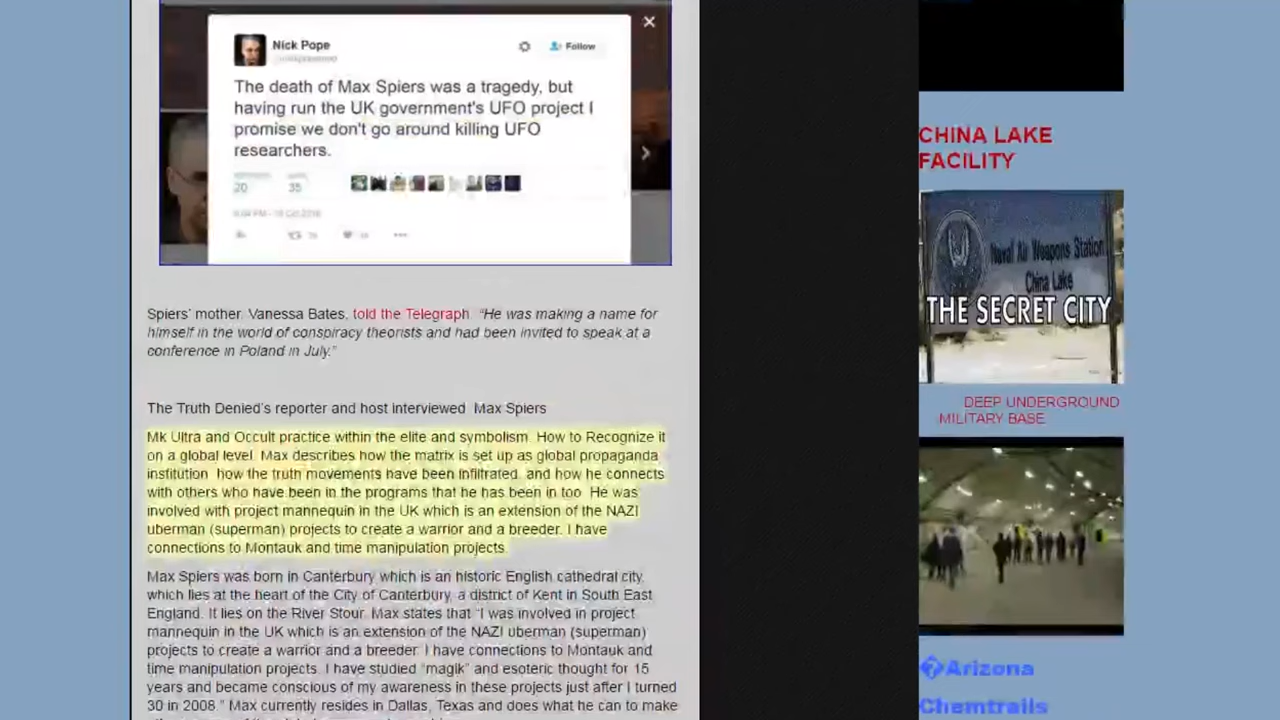 Nick Pope
Follow
The death of Max Spiers was a tragedy, but
having run the UK government's UFO project I
promise we don't go around killing UFO
researchers.
20 35
Spiers' mother, Vanessa Bates, told the Telegraph, “He was making a name for
himself in the world of conspiracy theorists and had been invited to speak at a
conference in Poland in July.”
The Truth Denied's reporter and host interviewed Max Spiers
Mk Ultra and Occult practice within the elite and symbolism. How to Recognize it
on a global level. Max describes how the matrix is set up as global propaganda
institution, how the truth movements have been infiltrated, and how he connects
with others who have been in the programs that he has been in too. He was
involved with project mannequin in the UK which is an extension of the NAZI
uberman (superman) projects to create a warrior and a breeder. I have
connections to Montauk and time manipulation projects.
Max Spiers was born in Canterbury which is an historic English cathedral city,
which lies at the heart of the City of Canterbury, a district of Kent in South East
England. It lies on the River Stour. Max states that “I was involved in project
mannequin in the UK which is an extension of the NAZI uberman (superman)
projects to create a warrior and a breeder. I have connections to Montauk and
time manipulation projects. I have studied “magik” and esoteric thought for 15
years and became conscious of my awareness in these projects just after I turned
30 in 2008.” Max currently resides in Dallas, Texas and does what he can to make
CHINA LAKE
FACILITY
Naval Air Weapons Station
China Lake
THE SECRET CITY
DEEP UNDERGROUND
MILITARY BASE
�Arizona
Chemtrails